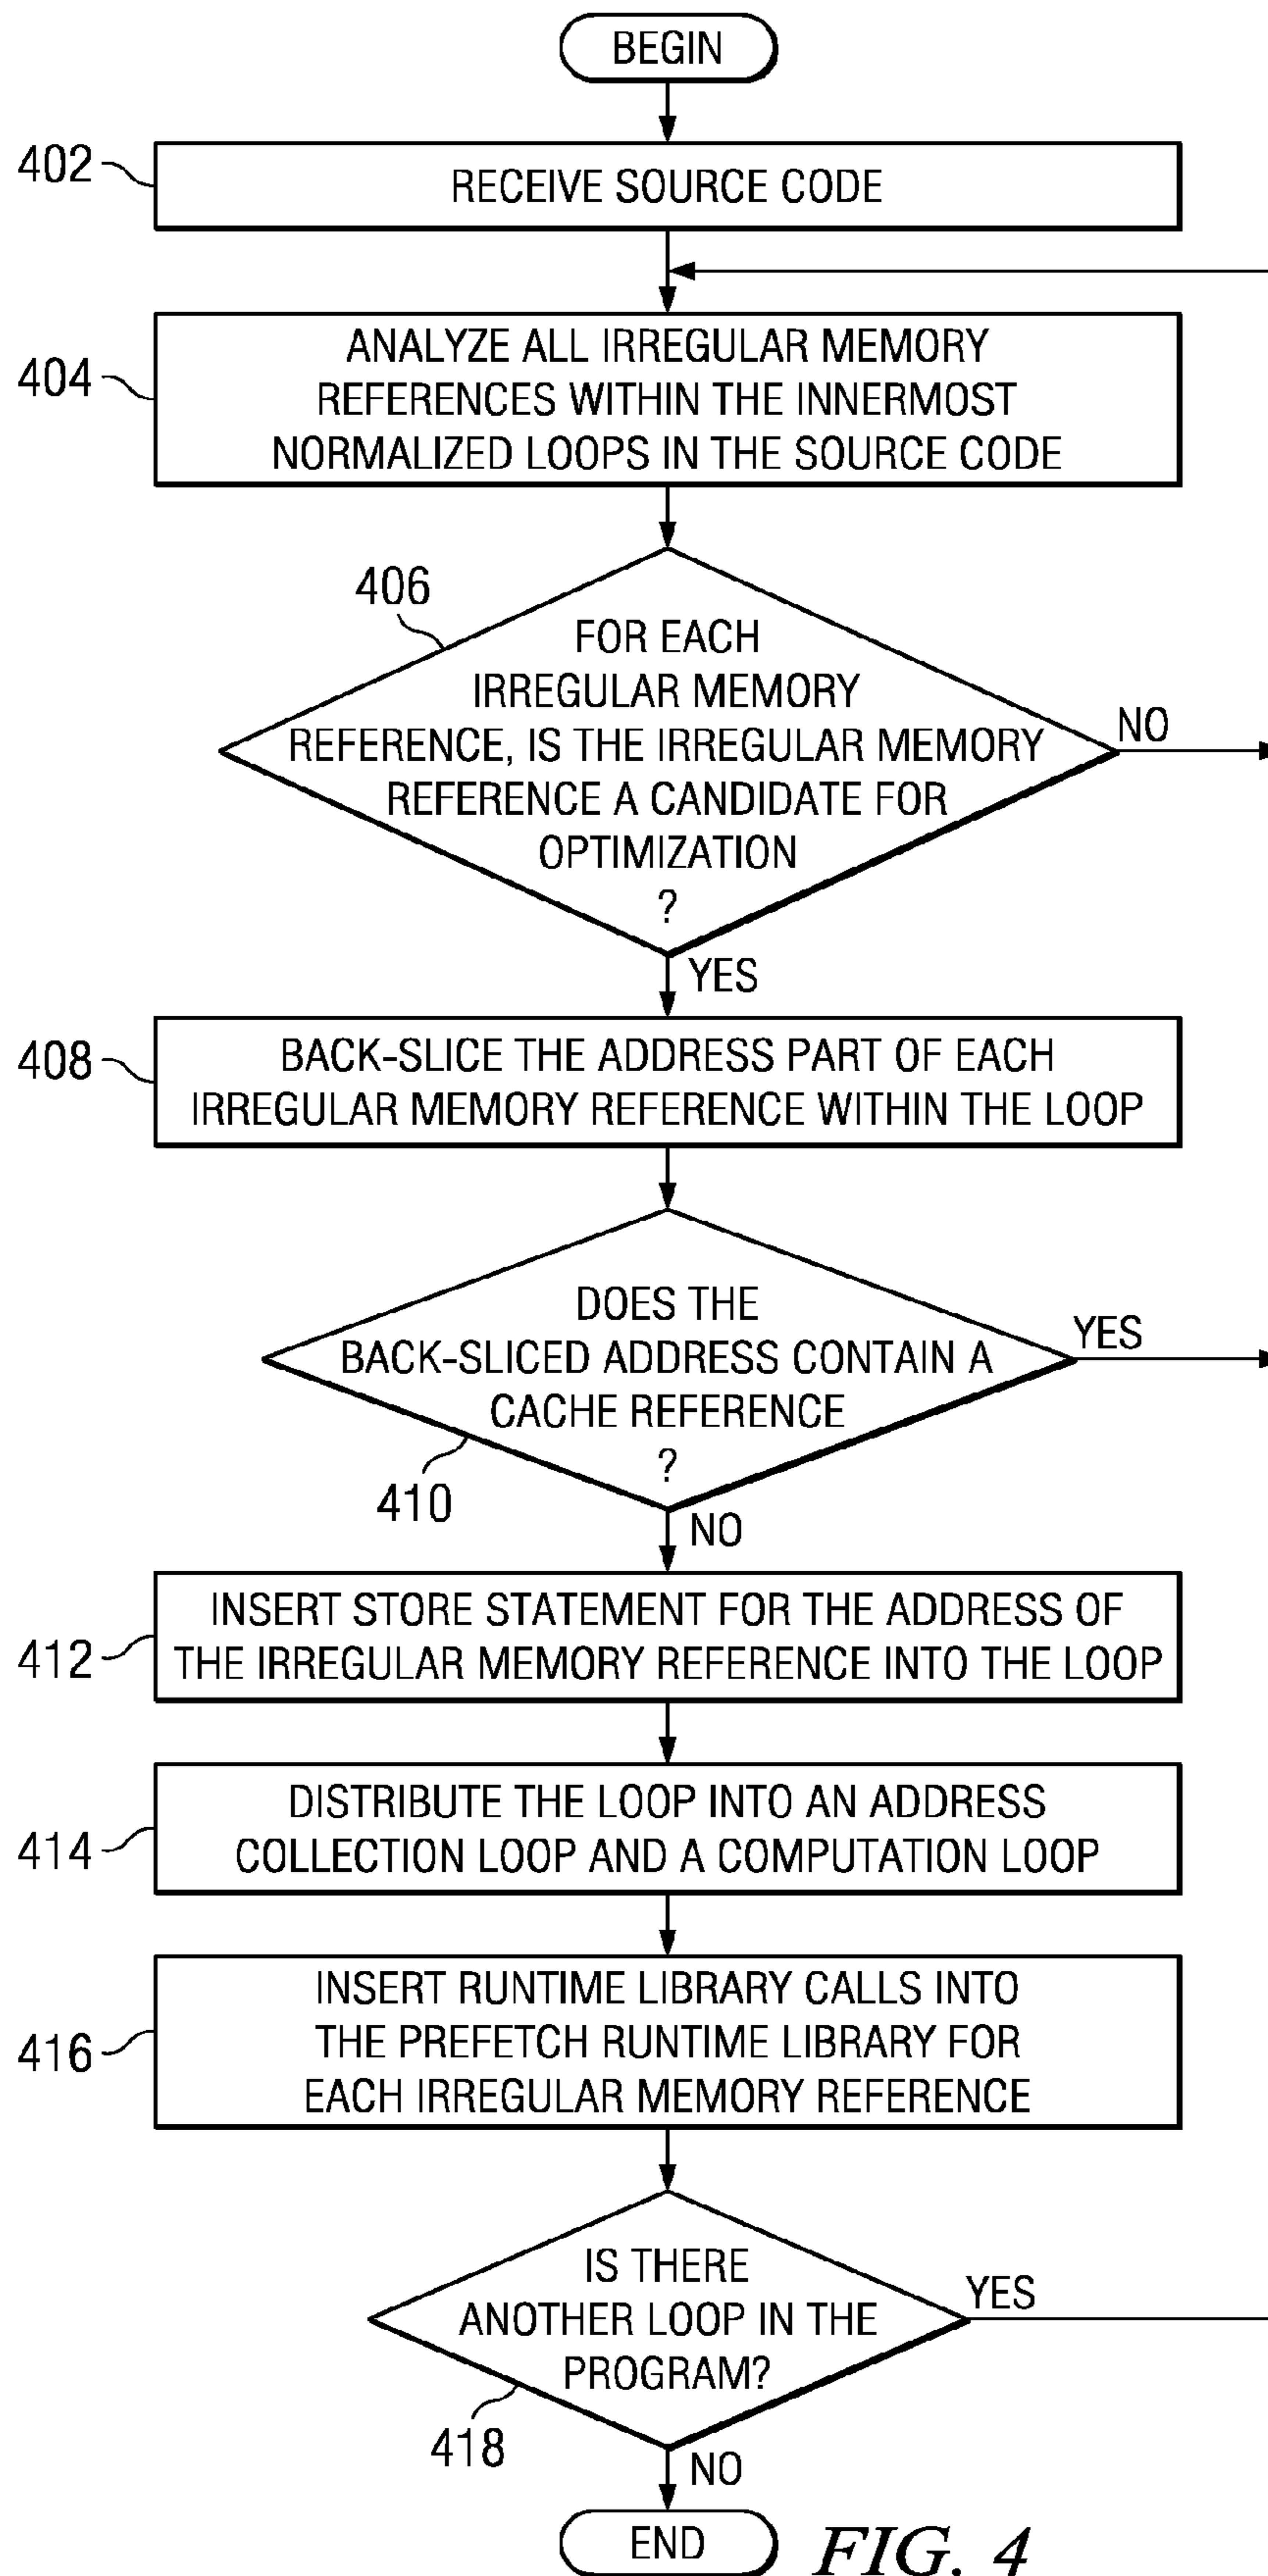 BEGIN
402
RECEIVE SOURCE CODE
404
ANALYZE ALL IRREGULAR MEMORY
REFERENCES WITHIN THE INNERMOST
NORMALIZED LOOPS IN THE SOURCE CODE
406
FOR EACH
IRREGULAR MEMORY
REFERENCE, IS THE IRREGULAR MEMORY
REFERENCE A CANDIDATE FOR
OPTIMIZATION
?
NO
YES
408
BACK-SLICE THE ADDRESS PART OF EACH
IRREGULAR MEMORY REFERENCE WITHIN THE LOOP
DOES THE
BACK-SLICED ADDRESS CONTAIN A
CACHE REFERENCE
?
YES
410
NO
412
INSERT STORE STATEMENT FOR THE ADDRESS OF
THE IRREGULAR MEMORY REFERENCE INTO THE LOOP
414
DISTRIBUTE THE LOOP INTO AN ADDRESS
COLLECTION LOOP AND A COMPUTATION LOOP
416
INSERT RUNTIME LIBRARY CALLS INTO
THE PREFETCH RUNTIME LIBRARY FOR
EACH IRREGULAR MEMORY REFERENCE
IS THERE
ANOTHER LOOP IN THE
PROGRAM?
YES
418
NO
END
FIG. 4